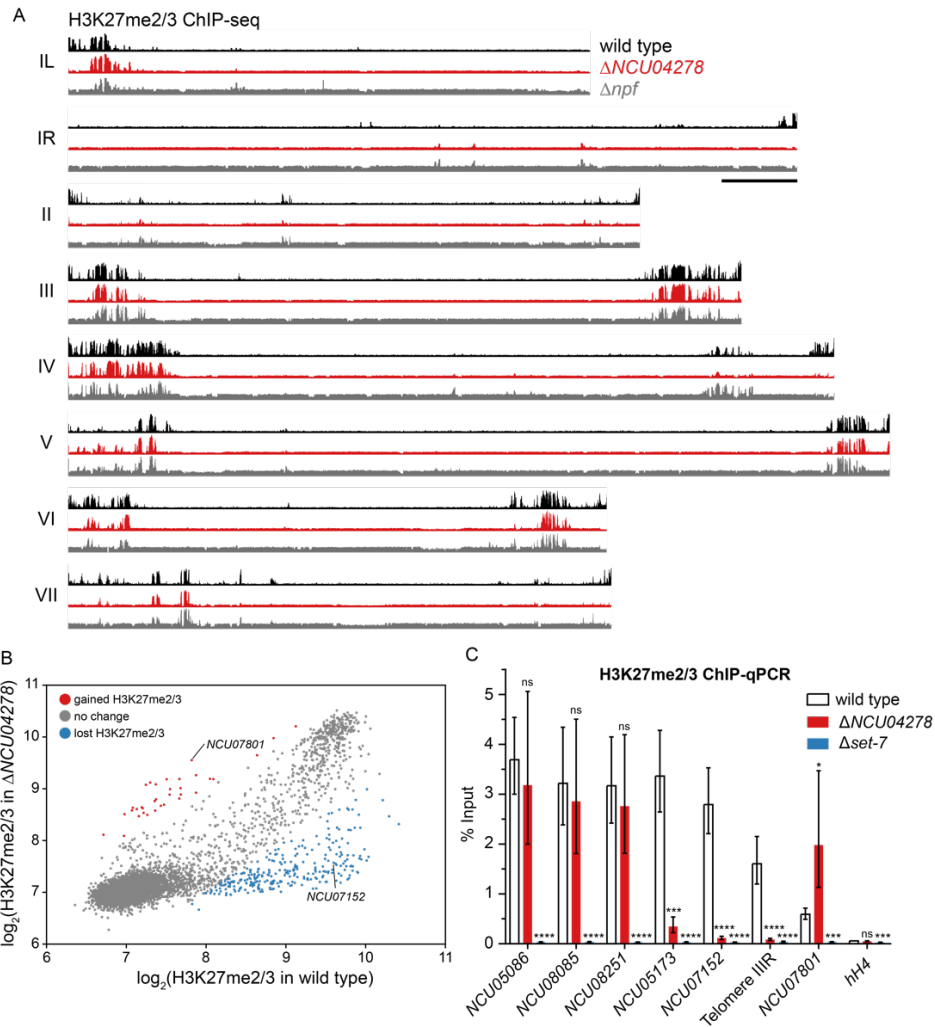 A
H3K27me2/3 ChIP-seq
wild type
ΔNCU04278
Δnpf
IL
IR
II
III
IV
V
VI
VII
B
11
10
9
8
7
6
log2(H3K27me2/3 in ΔNCU04278)
gained H3K27me2/3
no change
lost H3K27me2/3
NCU07801
NCU07152
6
7
8
9
10
11
log2(H3K27me2/3 in wild type)
C
H3K27me2/3 ChIP-qPCR
wild type
ΔNCU04278
Δset-7
% Input
5
4
3
2
1
0
ns
****
ns
****
ns
****
***
****
****
****
****
****
*
***
ns
***
NCU05086
NCU08085
NCU08251
NCU05173
NCU07152
Telomere IIIR
NCU07801
hH4